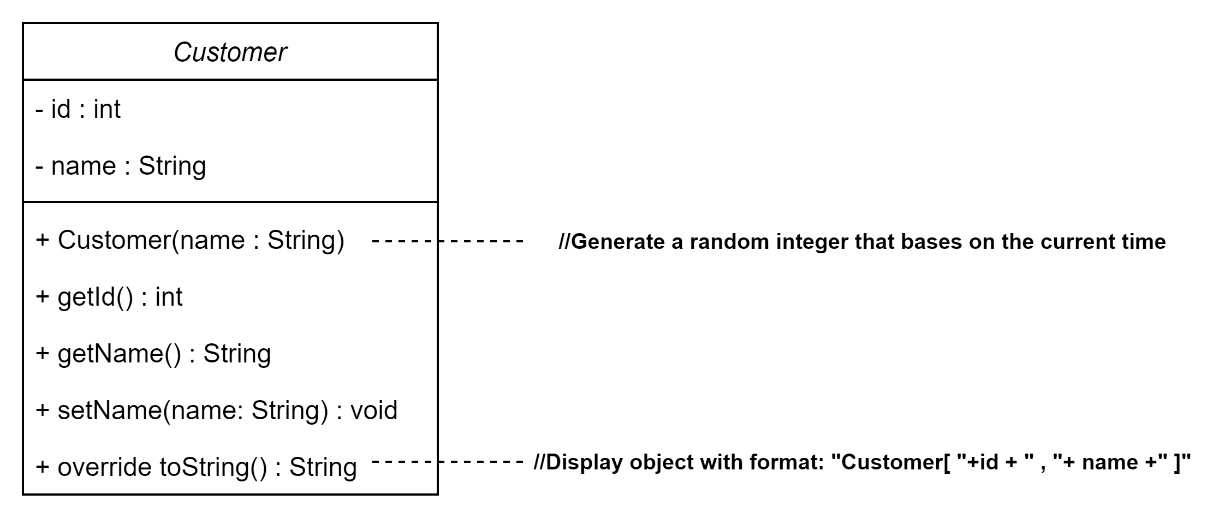 Customer
- id : int
- name : String
+ Customer(name : String)
//Generate a random integer that bases on the current time
+ getId() : int
+ getName() : String
+ setName(name: String) : void
+ override toString() : String
//Display object with format: "Customer[ "+id + " , "+ name +" ]"